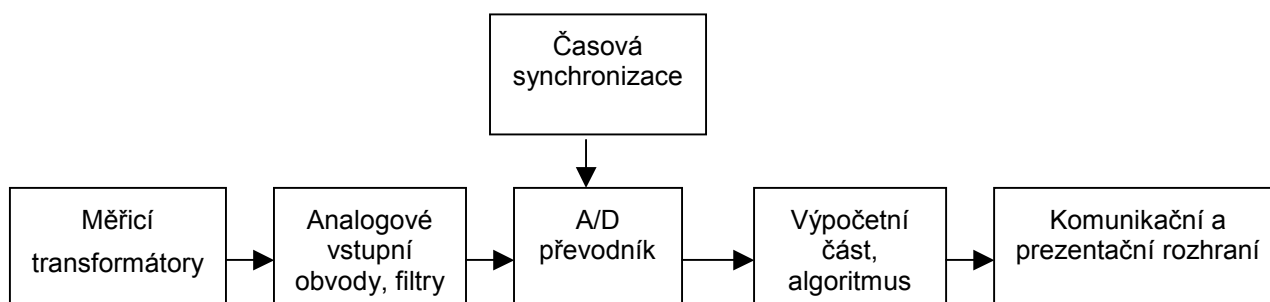 Časová
synchronizace
Měřicí
transformátory
Analogové
vstupní
obvody, filtry
A/D
převodník
Výpočetní
část,
algoritmus
Komunikační a
prezentační rozhraní